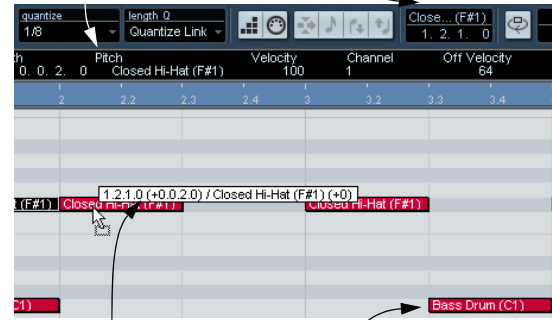 quantize
length Q
1/8
Quantize Link
Close... (F#1)
1. 2. 1. 0
Pitch
Velocity
Channel
Off Velocity
0. 0. 2. 0
Closed Hi-Hat (F#1)
100
1
64
2
2.2
2.3
2.4
3
3.2
3.3
3.4
1.2.1.0 (+0.0.2.0) / Closed Hi-Hat (F#1) (+0)
(F#1)
Closed Hi-Hat (F#1)
Closed Hi-Hat (F#1)
C1)
Bass Drum (C1)